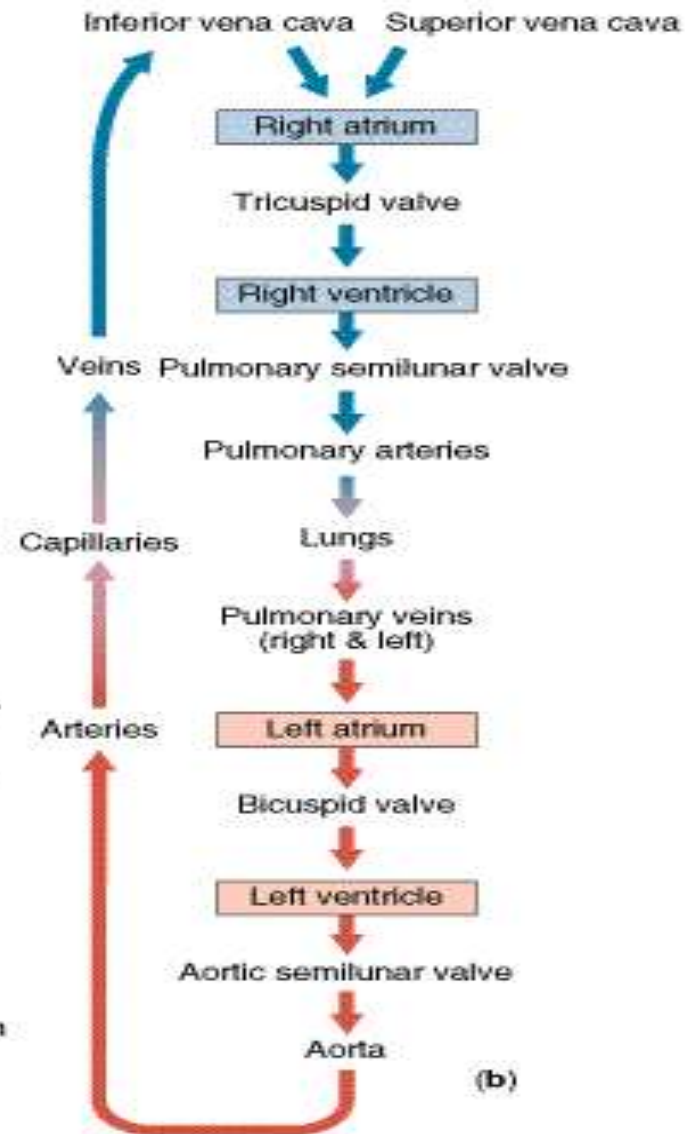 Inferior vena cava Superior vena cava
Right atrium
Tricuspid valve
Right ventricle
Veins Pulmonary semilunar valve
Pulmonary arteries
Capillaries Lungs
Pulmonary veins
(right & left)
Arteries Left atrium
Bicuspid valve
Left ventricle
Aortic semilunar valve
Aorta
(b)